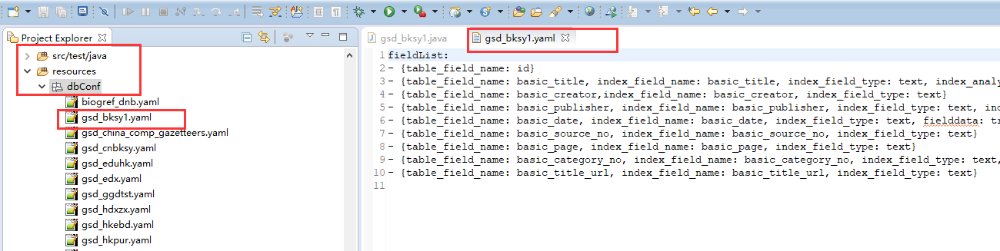 Project Explorer
src/test/java
resources
dbConf
biogref_dnb.yaml
gsd_bksy1.yaml
gsd_china_comp_gazetteers.yaml
gsd_cnbksy.yaml
gsd_eduhk.yaml
gsd_edx.yaml
gsd_ggdtst.yaml
gsd_hdxzx.yaml
gsd_hkebd.yaml
gsd_hkpur.yaml
gsd_bksy1.java
gsd_bksy1.yaml
1 fieldList:
2 - {table_field_name: id}
3 - {table_field_name: basic_title, index_field_name: basic_title, index_field_type: text, index_analy
4 - {table_field_name: basic_creator,index_field_name: basic_creator, index_field_type: text}
5 - {table_field_name: basic_publisher, index_field_name: basic_publisher, index_field_type: text, ind
6 - {table_field_name: basic_date, index_field_name: basic_date, index_field_type: text, fielddata: tr
7 - {table_field_name: basic_source_no, index_field_name: basic_source_no, index_field_type: text}
8 - {table_field_name: basic_page, index_field_name: basic_page, index_field_type: text}
9 - {table_field_name: basic_category_no, index_field_name: basic_category_no, index_field_type: text,
10 - {table_field_name: basic_title_url, index_field_name: basic_title_url, index_field_type: text}
11